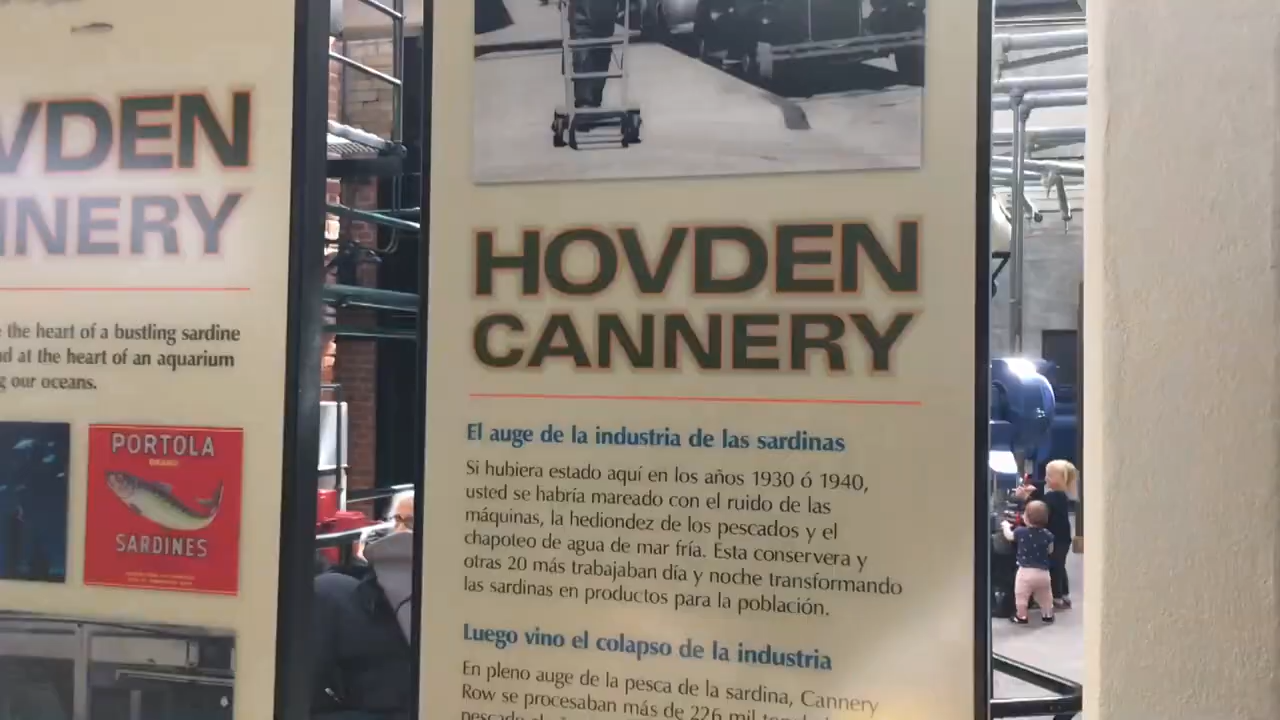 VDEN
NNERY
the heart of a bustling sardine
at the heart of an aquarium
our oceans.
PORTOLA
BRAND
SARDINES
HOVDEN
CANNERY
El auge de la industria de las sardinas
Si hubiera estado aquí en los años 1930 ó 1940,
usted se habría mareado con el ruido de las
máquinas, la hediondez de los pescados y el
chapoteo de agua de mar fría. Esta conservera y
otras 20 más trabajaban día y noche transformando
las sardinas en productos para la población.
Luego vino el colapso de la industria
En pleno auge de la pesca de la sardina, Cannery
Row se procesaban más de 226 mil